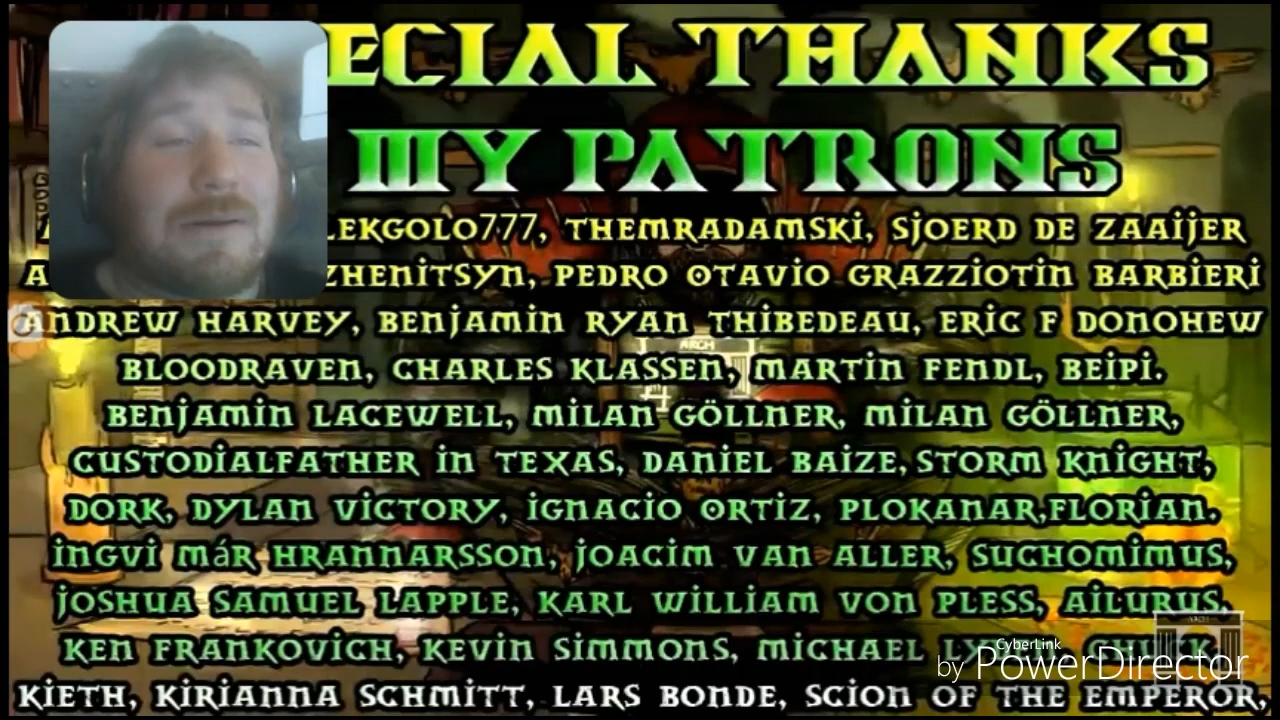 ECIAL THANKS
MY PATRONS
LEKGOLO777, THEMRADAMSKI, SJOERD DE ZAAIJER
ZHENITSYN, PEDRO OTAVIO GRAZZIOTIN BARBIERI
ANDREW HARVEY, BENJAMIN RYAN THIBEDEAU, ERIC F DONOHEW
ARCH
BLOODRAVEN, CHARLES KLASSEN, MARTIN FENDL, BEIPI.
BENJAMIN LACEWELL, MILAN GÖLLNER, MILAN GÖLLNER,
CUSTODIALFATHER IN TEXAS, DANIEL BAIZE, STORM KNIGHT,
DORK, DYLAN VICTORY, IGNACIO ORTIZ, PLOKANAR,FLORIAN.
INGVI MÁR HRANNARSSON, JOACIM VAN ALLER, SUCHOMIMUS,
JOSHUA SAMUEL LAPPLE, KARL WILLIAM VON PLESS, AILURUS,
KEN FRANKOVICH, KEVIN SIMMONS, MICHAEL
by CyberLink PowerDirector
KIETH, KIRIANNA SCHMITT, LARS BONDE, SCION OF THE EMPEROR,